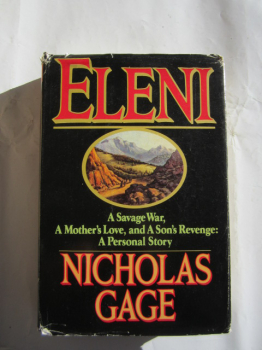 ELENI
A Savage War,
A Mother's Love, and A Son's Revenge:
A Personal Story
NICHOLAS
GAGE